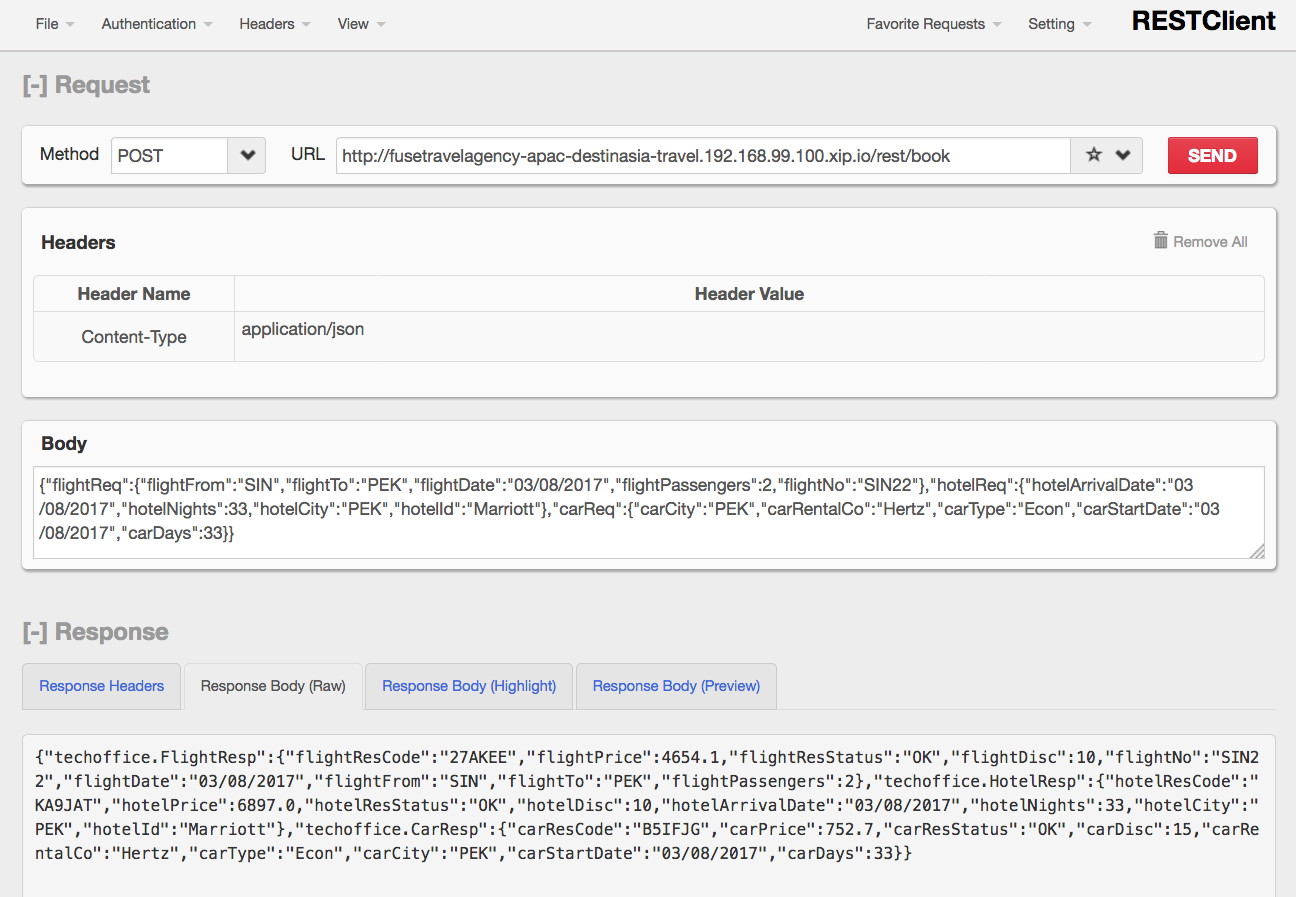 File Authentication Headers View Favorite Requests Setting RESTClient
[-] Request
Method POST URL http://fusetravelagency-apac-destinasia-travel.192.168.99.100.xip.io/rest/book SEND
Headers Remove All
Header Name Header Value
Content-Type application/json
Body
{"flightReq":{"flightFrom":"SIN","flightTo":"PEK","flightDate":"03/08/2017","flightPassengers":2,"flightNo":"SIN22"},"hotelReq":{"hotelArrivalDate":"03
/08/2017","hotelNights":33,"hotelCity":"PEK","hotelId":"Marriott"},"carReq":{"carCity":"PEK","carRentalCo":"Hertz","carType":"Econ","carStartDate":"03
/08/2017","carDays":33}}
[-] Response
Response Headers Response Body (Raw) Response Body (Highlight) Response Body (Preview)
{"techoffice.FlightResp":{"flightResCode":"27AKEE","flightPrice":4654.1,"flightResStatus":"OK","flightDisc":10,"flightNo":"SIN2
2","flightDate":"03/08/2017","flightFrom":"SIN","flightTo":"PEK","flightPassengers":2},"techoffice.HotelResp":{"hotelResCode":"
KA9JAT","hotelPrice":6897.0,"hotelResStatus":"OK","hotelDisc":10,"hotelArrivalDate":"03/08/2017","hotelNights":33,"hotelCity":"
PEK","hotelId":"Marriott"},"techoffice.CarResp":{"carResCode":"B5IFJG","carPrice":752.7,"carResStatus":"OK","carDisc":15,"carRe
ntalCo":"Hertz","carType":"Econ","carCity":"PEK","carStartDate":"03/08/2017","carDays":33}}